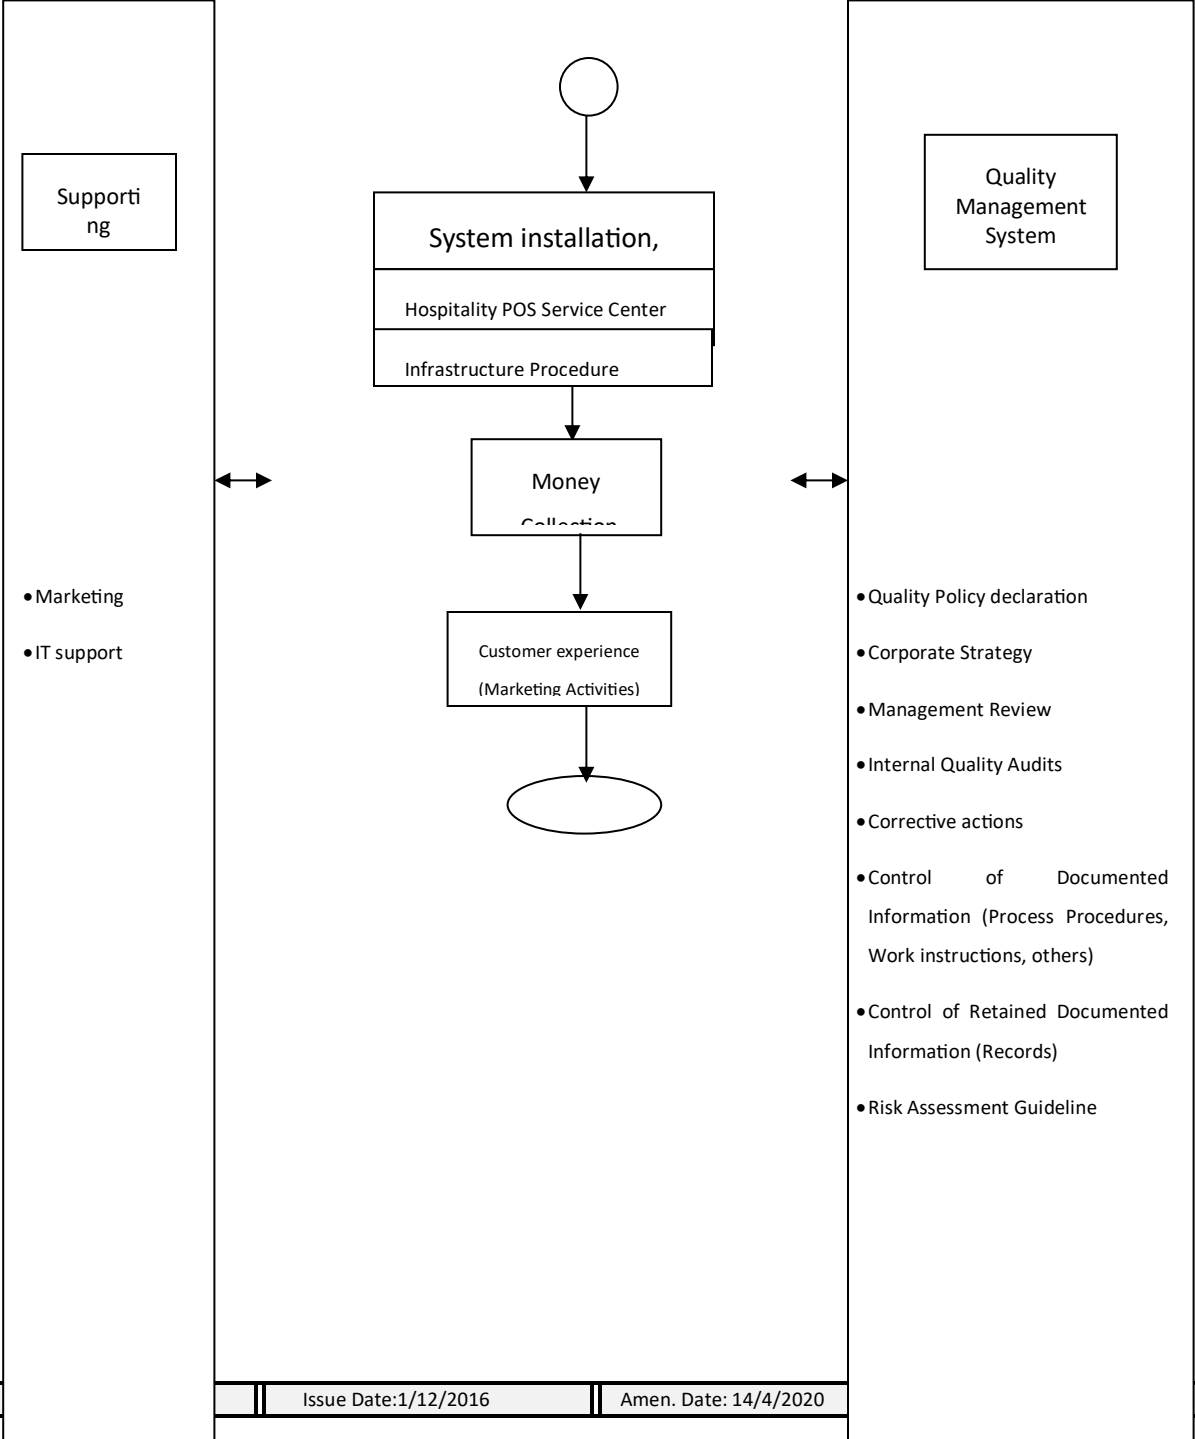 Supporti
ng
System installation,
Hospitality POS Service Center
Infrastructure Procedure
Money
Collection
Customer experience
(Marketing Activities)
Quality
Management
System
•Marketing
•IT support
•Quality Policy declaration
•Corporate Strategy
•Management Review
•Internal Quality Audits
•Corrective actions
•Control of Documented
Information (Process Procedures,
Work instructions, others)
•Control of Retained Documented
Information (Records)
•Risk Assessment Guideline
Issue Date:1/12/2016
Amen. Date: 14/4/2020